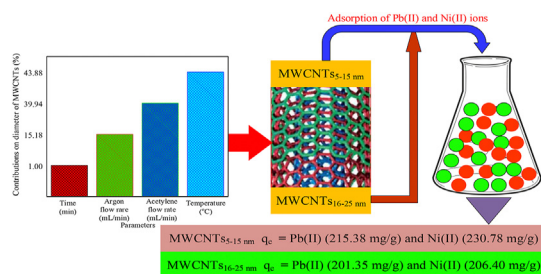 Adsorption of Pb(II) and Ni(II) ions
Contributions on diameter of MWCNTs (%)
43.88
39.94
15.18
1.00
Time
(min)
Argon
flow rare
(mL/min)
Acetylene
flow rate
(mL/min)
Temperature
(°C)
Parameters
MWCNTs5-15 nm
MWCNTs16-25 nm
MWCNTs5-15 nm qe = Pb(II) (215.38 mg/g) and Ni(II) (230.78 mg/g)
MWCNTs16-25 nm qe = Pb(II) (201.35 mg/g) and Ni(II) (206.40 mg/g)